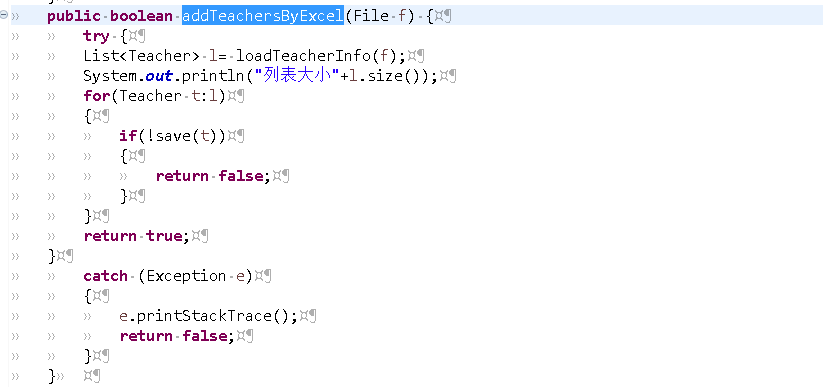 public boolean addTeachersByExcel(File f) {
try {
List<Teacher> l= loadTeacherInfo(f);
System.out.println("列表大小"+l.size());
for(Teacher t:l)
{
if(!save(t))
{
return false;
}
}
return true;
}
catch (Exception e)
{
e.printStackTrace();
return false;
}
}